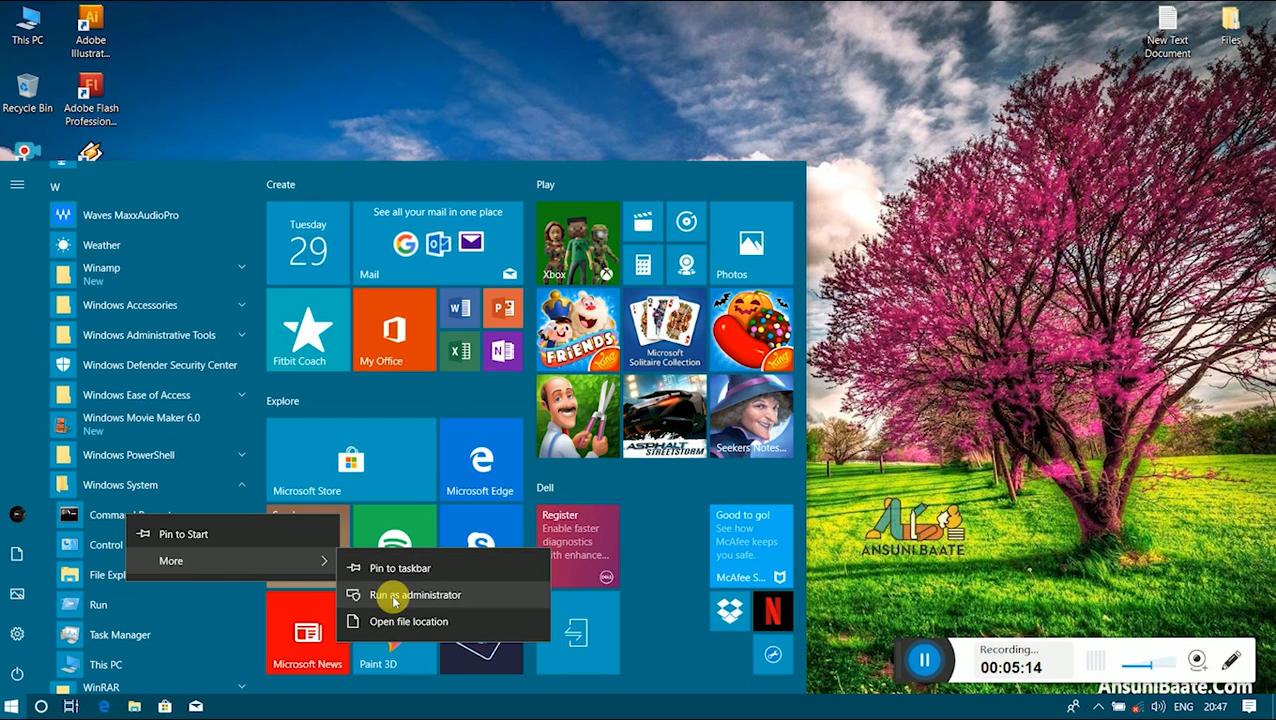 This PC
Adobe
Illustrat...
New Text
Document
Files
Recycle Bin
Adobe Flash
Profession...
W
Waves MaxxAudioPro
Weather
Winamp
New
Windows Accessories
Windows Administrative Tools
Windows Defender Security Center
Windows Ease of Access
Windows Movie Maker 6.0
New
Windows PowerShell
Windows System
Control
Run
Task Manager
This PC
WinRAR
Pin to Start
More
Pin to taskbar
Run as administrator
Open file location
Create
Tuesday
29
See all your mail in one place
Mail
Fitbit Coach
My Office
Explore
Microsoft Store
Microsoft Edge
Microsoft News
Paint 3D
Play
Xbox
Photos
FRIENDS
King
Microsoft
Solitaire Collection
King
ASPHALT
STREETSTORM
Seekers Notes...
Dell
Register
Enable faster
diagnostics
with enhance...
DELL
Good to go!
See how
McAfee keeps
you safe.
McAfee S...
N
ANSUNI BAATE
Recording...
00:05:14
AnsuniBaate.Com
ENG
20:47